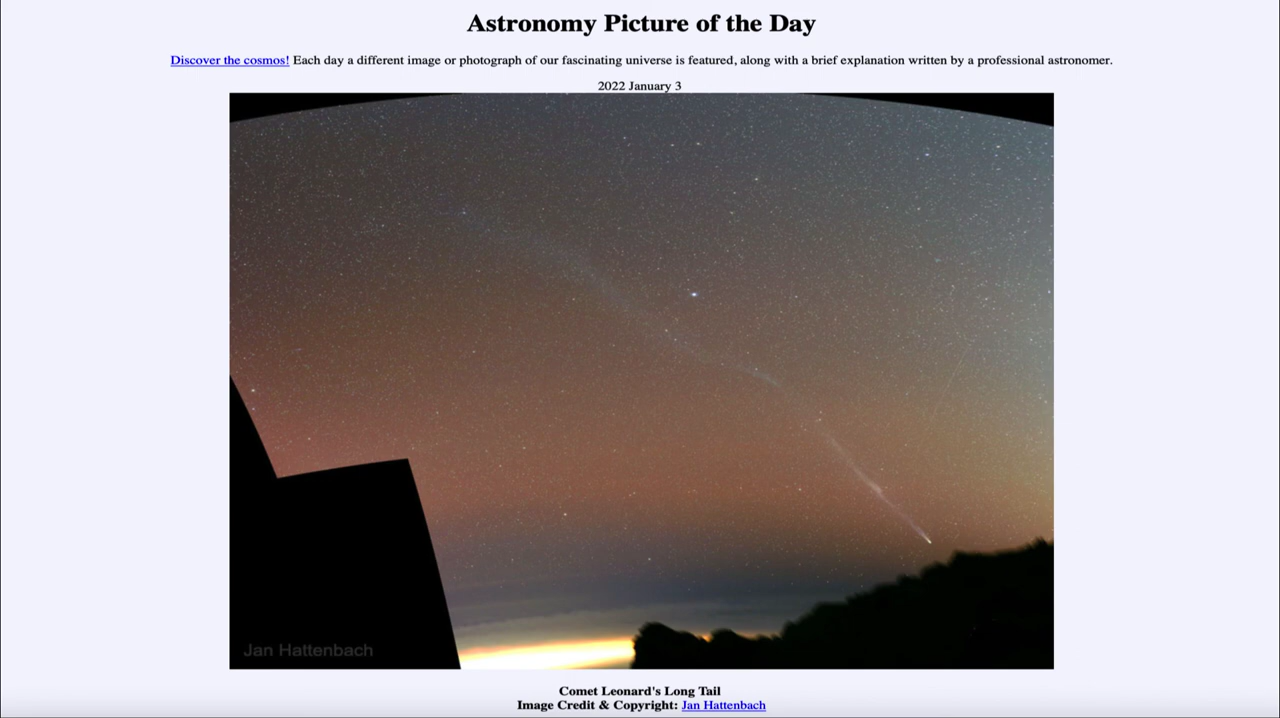 Astronomy Picture of the Day
Discover the cosmos! Each day a different image or photograph of our fascinating universe is featured, along with a brief explanation written by a professional astronomer.
2022 January 3
Jan Hattenbach
Comet Leonard's Long Tail
Image Credit & Copyright: Jan Hattenbach